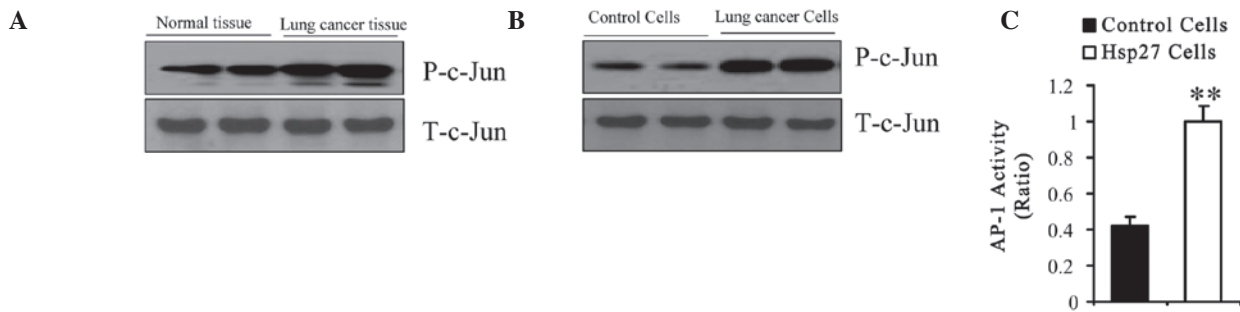 A
Normal tissue Lung cancer tissue
P-c-Jun
T-c-Jun
B
Control Cells Lung cancer Cells
P-c-Jun
T-c-Jun
C
Control Cells
Hsp27 Cells
AP-1 Activity
(Ratio)
1.2
1
0.8
0.6
0.4
0.2
0
**